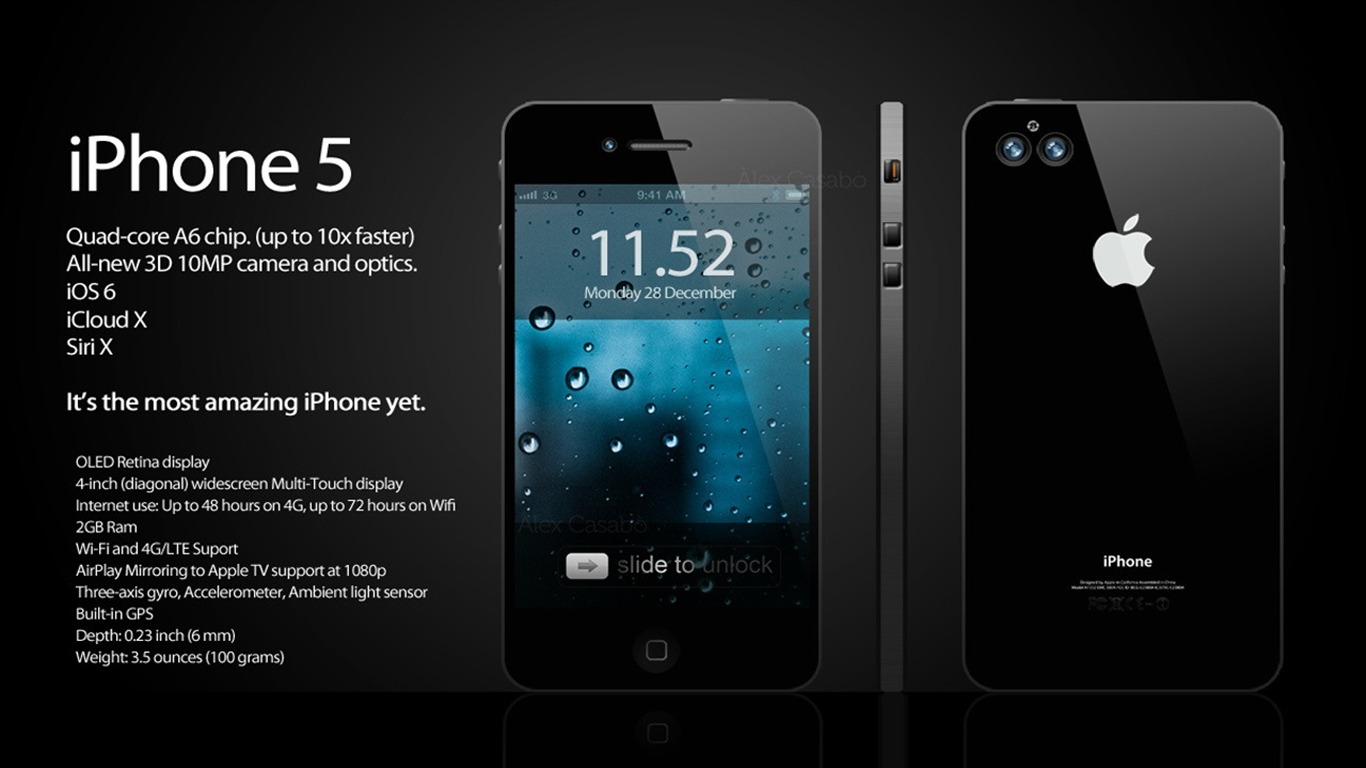 iPhone 5
Quad-core A6 chip. (up to 10x faster)
All-new 3D 10MP camera and optics.
iOS 6
iCloud X
Siri X
It's the most amazing iPhone yet.
OLED Retina display
4-inch (diagonal) widescreen Multi-Touch display
Internet use: Up to 48 hours on 4G, up to 72 hours on Wifi
2GB Ram
Wi-Fi and 4G/LTE Suport
AirPlay Mirroring to Apple TV support at 1080p
Three-axis gyro, Accelerometer, Ambient light sensor
Built-in GPS
Depth: 0.23 inch (6 mm)
Weight: 3.5 ounces (100 grams)
Alex Casabó
3G 9:41 AM
11.52
Monday 28 December
Alex Casabó
slide to unlock
iPhone
Designed by Apple in California Assembled in China